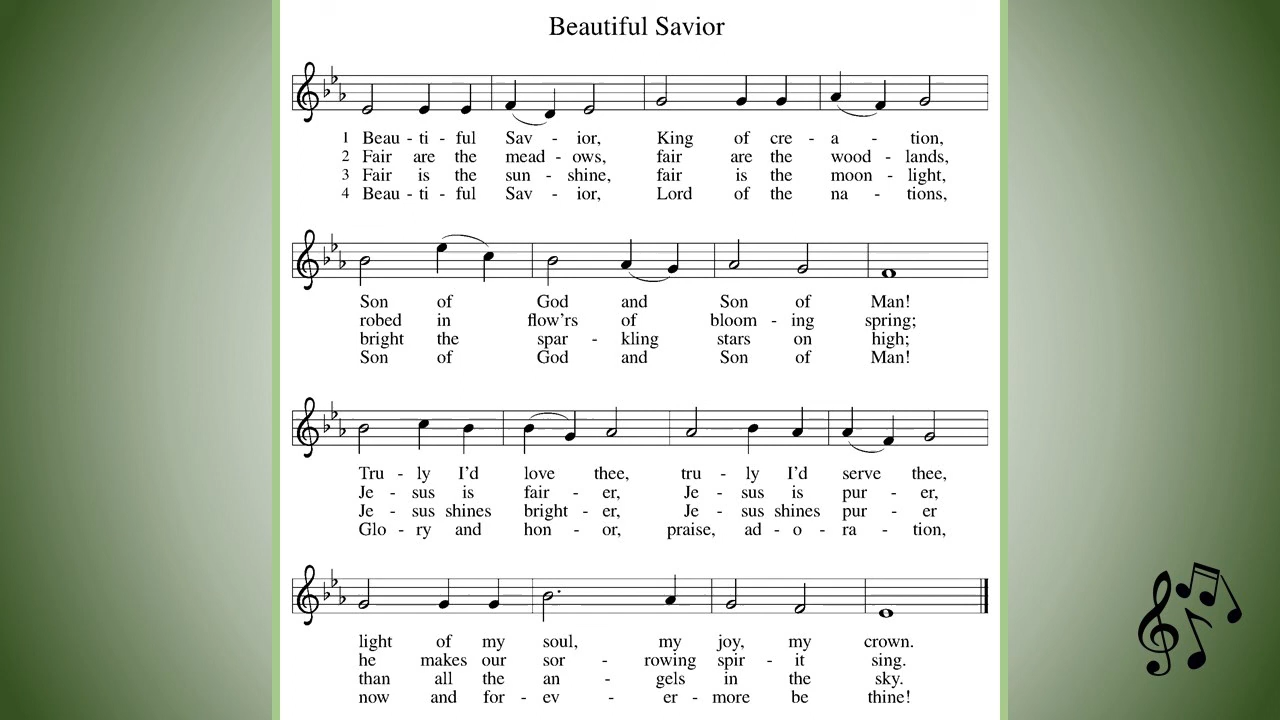 Beautiful Savior
1 Beau - ti - ful Sav - ior, King of cre - a - tion,
2 Fair are the mead - ows, fair are the wood - lands,
3 Fair is the sun - shine, fair is the moon - light,
4 Beau - ti - ful Sav - ior, Lord of the na - tions,
Son of God and Son of Man!
robed in flow'rs of bloom - ing spring;
bright the spar - kling stars on high;
Son of God and Son of Man!
Tru - ly I'd love thee, tru - ly I'd serve thee,
Je - sus is fair - er, Je - sus is pur - er,
Je - sus shines bright - er, Je - sus shines pur - er
Glo - ry and hon - or, praise, ad - o - ra - tion,
light of my soul, my joy, my crown.
he makes our sor - rowing spir - it sing.
than all the an - gels in the sky.
now and for - ev - er - more be thine!